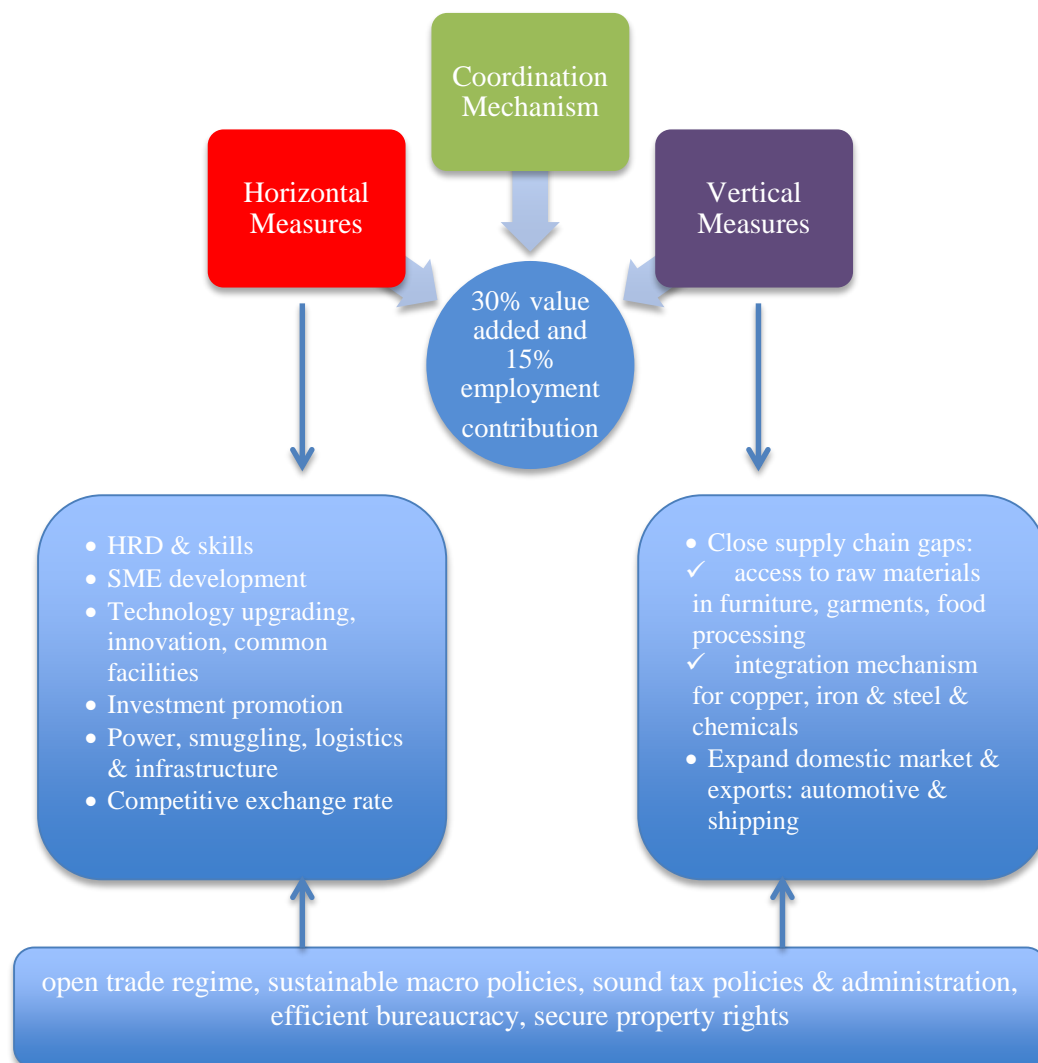 Coordination
Mechanism
Horizontal
Measures
Vertical
Measures
30% value
added and
15%
employment
contribution
• HRD & skills
• SME development
• Technology upgrading,
innovation, common
facilities
• Investment promotion
• Power, smuggling, logistics
& infrastructure
• Competitive exchange rate
• Close supply chain gaps:
✓ access to raw materials
in furniture, garments, food
processing
✓ integration mechanism
for copper, iron & steel &
chemicals
• Expand domestic market &
exports: automotive &
shipping
open trade regime, sustainable macro policies, sound tax policies & administration,
efficient bureaucracy, secure property rights